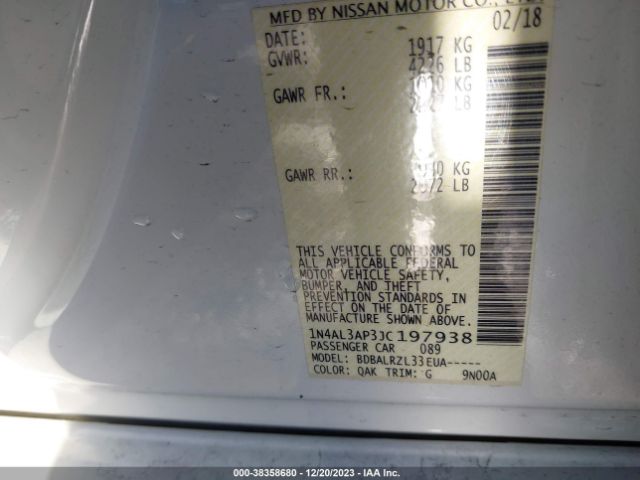 MFD BY NISSAN MOTOR CO.,
DATE: 02/18
GVWR: 1917 KG
4226 LB
GAWR FR.: KG
LB
GAWR RR.: KG
LB
THIS VEHICLE CONFORMS TO
ALL APPLICABLE FEDERAL
MOTOR VEHICLE SAFETY,
BUMPER, AND THEFT
PREVENTION STANDARDS IN
EFFECT ON THE DATE OF
MANUFACTURE SHOWN ABOVE.
1N4AL3AP3JC197938
PASSENGER CAR 089
MODEL: BDBALRZL33EUA-----
COLOR: QAK TRIM: G 9N00A
000-38358680 - 12/20/2023 - IAA Inc.